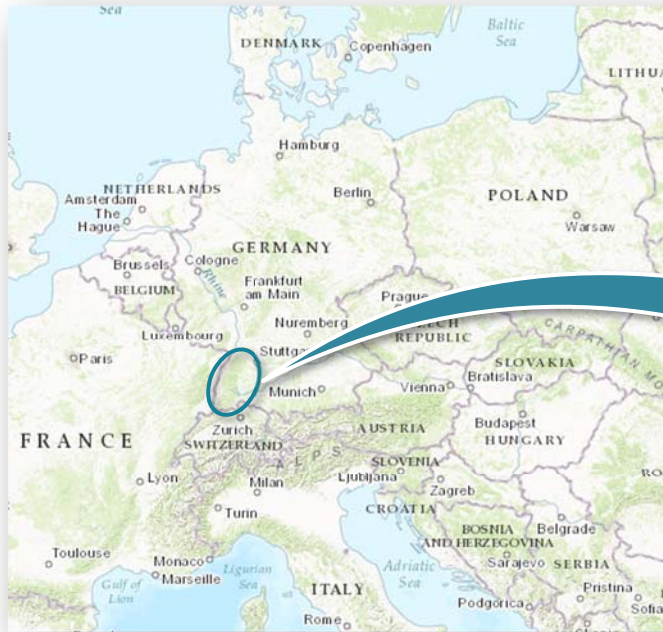 Sea
Baltic
Sea
DENMARK
Copenhagen
LITHUA
Hamburg
NETHERLANDS
Amsterdam
The
Hague
Berlin
POLAND
Warsaw
GERMANY
Brussels
BELGIUM
Cologne
Rhine
Frankfurt
am Main
Prague
Luxembourg
Nuremberg
CZECH
REPUBLIC
CARPATHIAN MO
Paris
Stuttga
SLOVAKIA
Munich
Vienna
Bratislava
Zurich
SWITZERLAND
AUSTRIA
Budapest
HUNGARY
FRANCE
ALPS
SLOVENIA
Ljubljana
Zagreb
RO
Lyon
Milan
CROATIA
Turin
BOSNIA
AND HERZEGOVINA
Belgrade
Sarajevo
SERBIA
Toulouse
Monaco
Marseille
Gulf of
Lion
Ligurian
Sea
Adriatic
Sea
ITALY
Rome
Podgorica
Pristina
Sofia